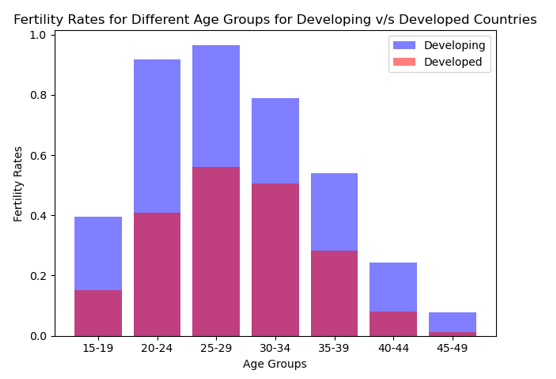 Fertility Rates for Different Age Groups for Developing v/s Developed Countries
1.0
0.8
0.6
0.4
0.2
0.0
Fertility Rates
Developing
Developed
15-19 20-24 25-29 30-34 35-39 40-44 45-49
Age Groups